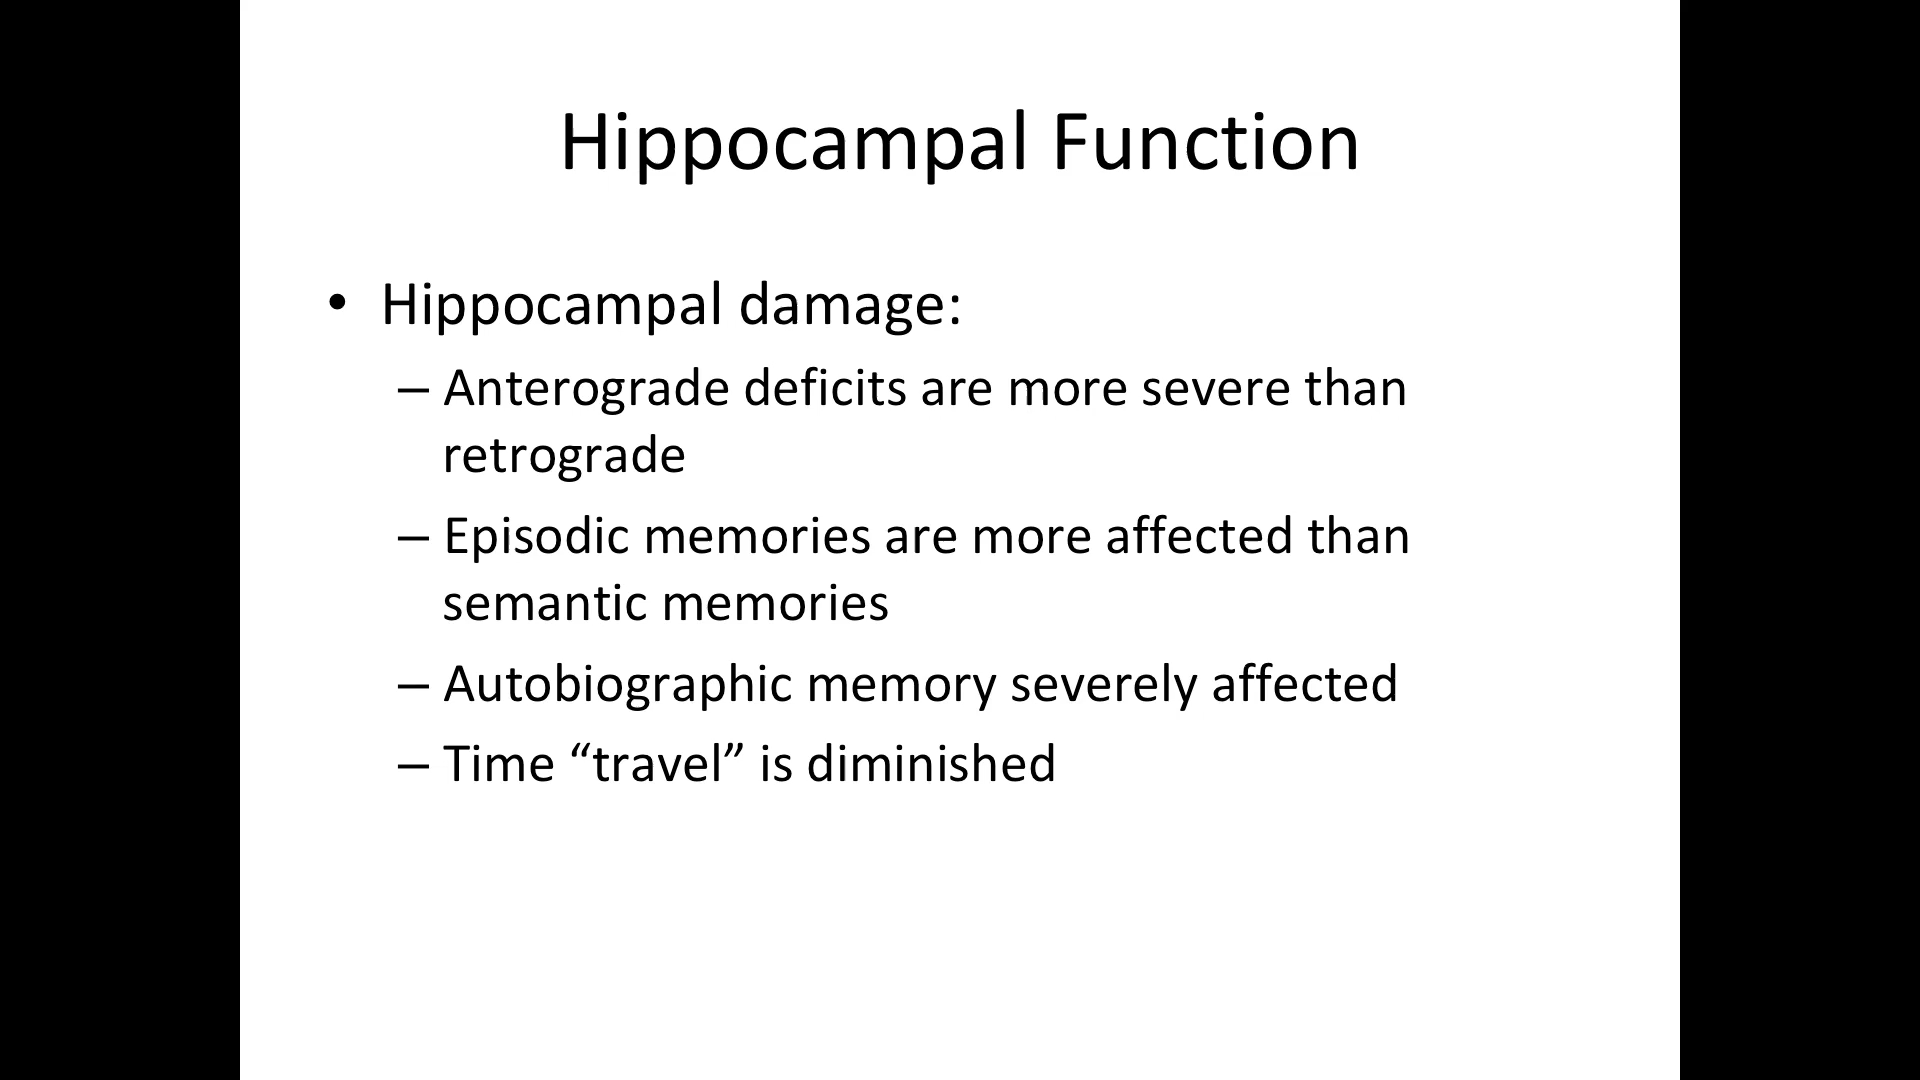 Hippocampal Function
• Hippocampal damage:
– Anterograde deficits are more severe than
retrograde
– Episodic memories are more affected than
semantic memories
– Autobiographic memory severely affected
– Time “travel” is diminished